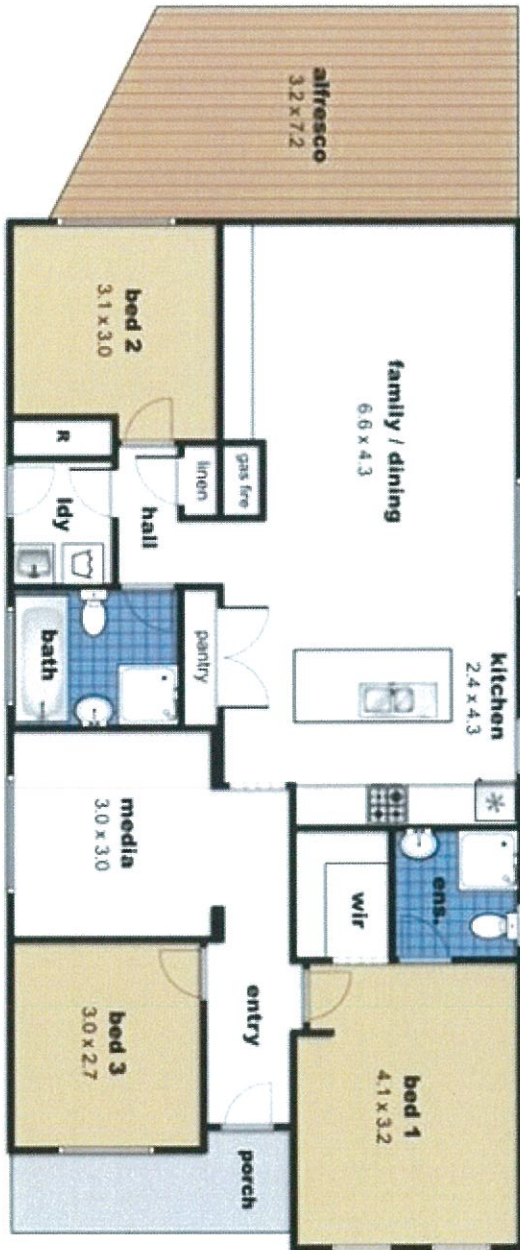 alfresco
3.2 x 7.2
bed 2
3.1 x 3.0
family / dining
6.6 x 4.3
R
linen
gas fire
ldy
hall
bath
pantry
kitchen
2.4 x 4.3
media
3.0 x 3.0
wir
ens.
bed 3
3.0 x 2.7
entry
bed 1
4.1 x 3.2
porch